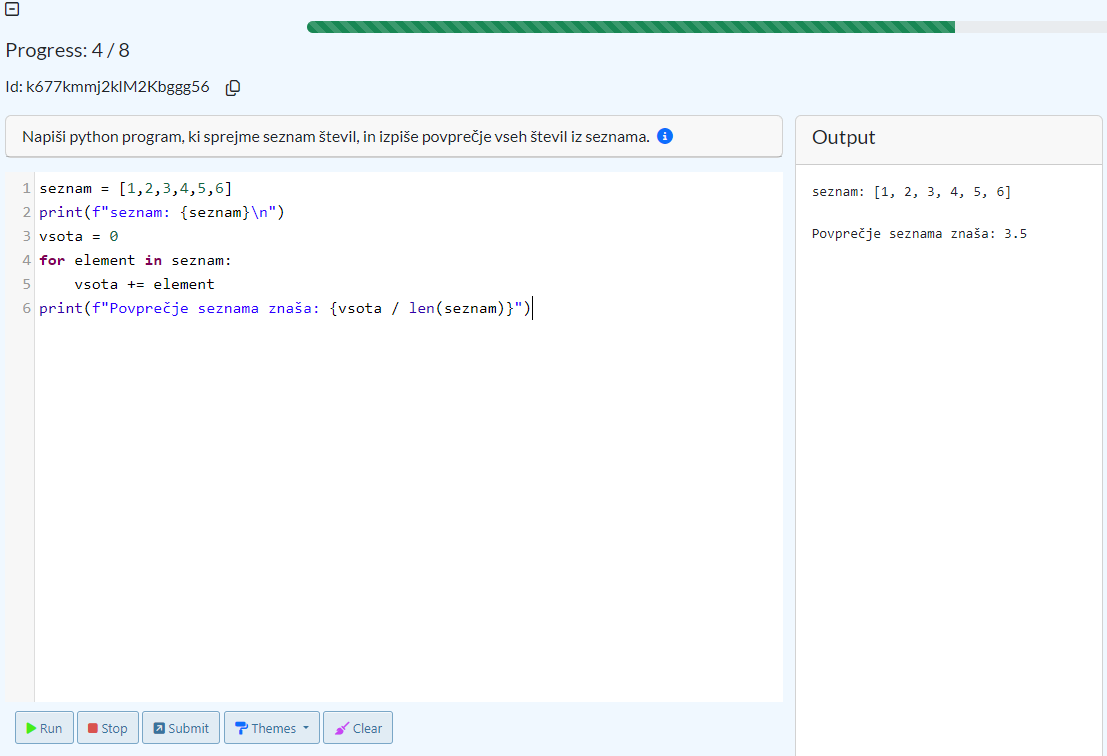 Progress: 4 / 8
Id: k677kmmj2klM2Kbggg56
Napiši python program, ki sprejme seznam števil, in izpiše povprečje vseh števil iz seznama.
1 seznam = [1,2,3,4,5,6]
2 print(f"seznam: {seznam}\n")
3 vsota = 0
4 for element in seznam:
5     vsota += element
6 print(f"Povprečje seznama znaša: {vsota / len(seznam)}")
Run Stop Submit Themes Clear
Output
seznam: [1, 2, 3, 4, 5, 6]
Povprečje seznama znaša: 3.5